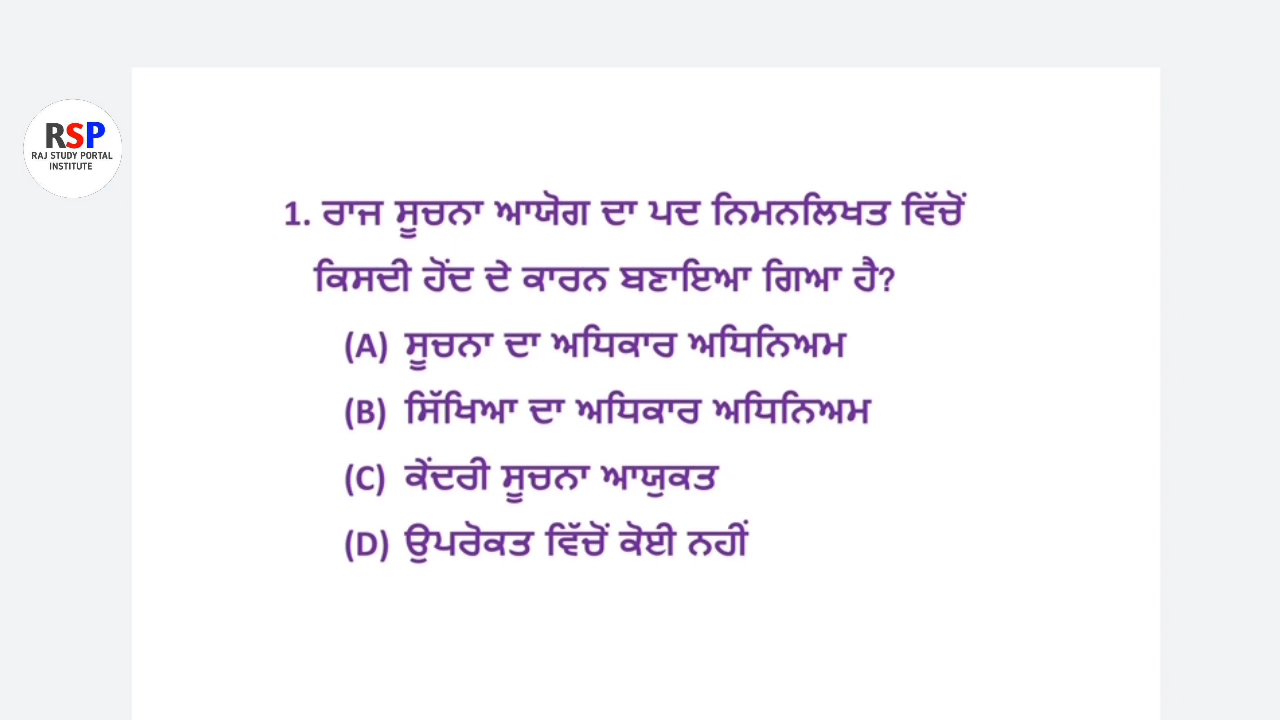 RSP
RAJ STUDY PORTAL
INSTITUTE
1. ਰਾਜ ਸੂਚਨਾ ਆਯੋਗ ਦਾ ਪਦ ਨਿਮਨਲਿਖਤ ਵਿੱਚੋਂ
ਕਿਸਦੀ ਹੋਂਦ ਦੇ ਕਾਰਨ ਬਣਾਇਆ ਗਿਆ ਹੈ?
(A) ਸੂਚਨਾ ਦਾ ਅਧਿਕਾਰ ਅਧਿਨਿਅਮ
(B) ਸਿੱਖਿਆ ਦਾ ਅਧਿਕਾਰ ਅਧਿਨਿਅਮ
(C) ਕੇਂਦਰੀ ਸੂਚਨਾ ਆਯੁਕਤ
(D) ਉਪਰੋਕਤ ਵਿੱਚੋਂ ਕੋਈ ਨਹੀਂ